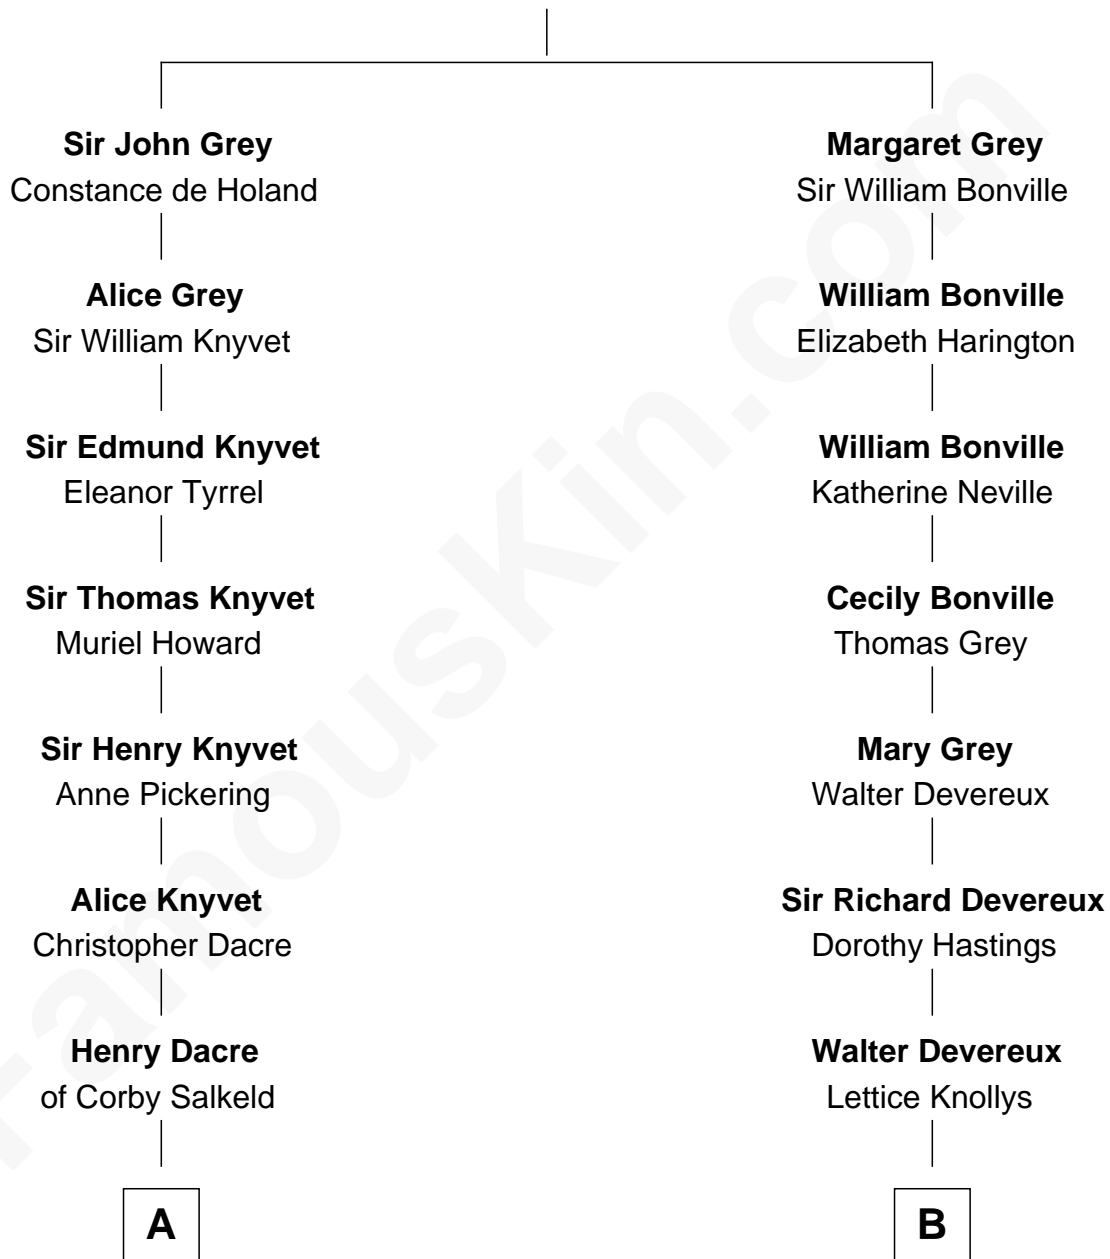 Sir John Grey
Constance de Holand
Margaret Grey
Sir William Bonville
Alice Grey
Sir William Knyvet
William Bonville
Elizabeth Harington
Sir Edmund Knyvet
Eleanor Tyrrel
William Bonville
Katherine Neville
Sir Thomas Knyvet
Muriel Howard
Cecily Bonville
Thomas Grey
Sir Henry Knyvet
Anne Pickering
Mary Grey
Walter Devereux
Alice Knyvet
Christopher Dacre
Sir Richard Devereux
Dorothy Hastings
Henry Dacre
of Corby Salkeld
Walter Devereux
Lettice Knollys
A
B
FamousKin.com